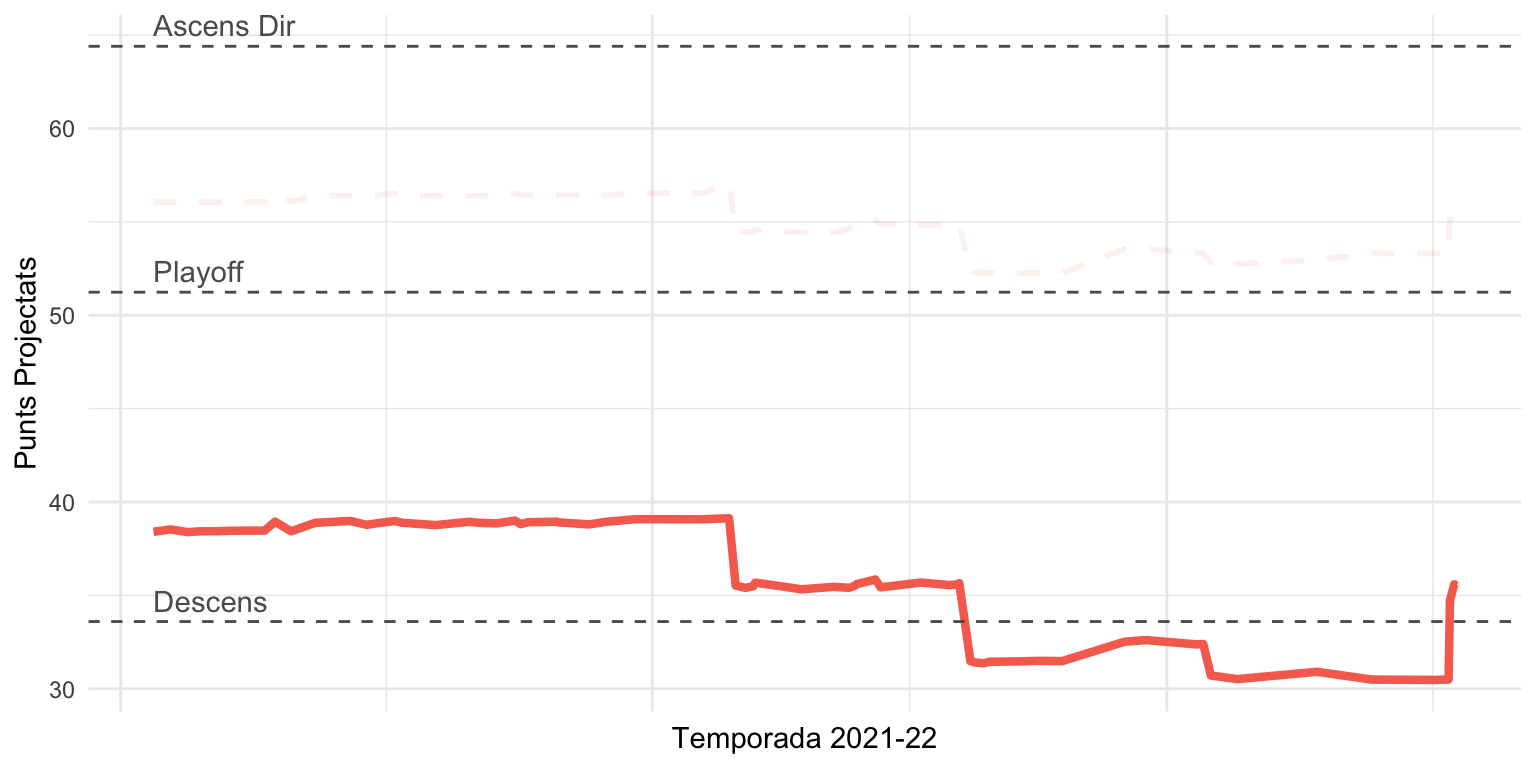 Ascens Dir
60
Playoff
50
40
Descens
30
Punts Projectats
Temporada 2021-22